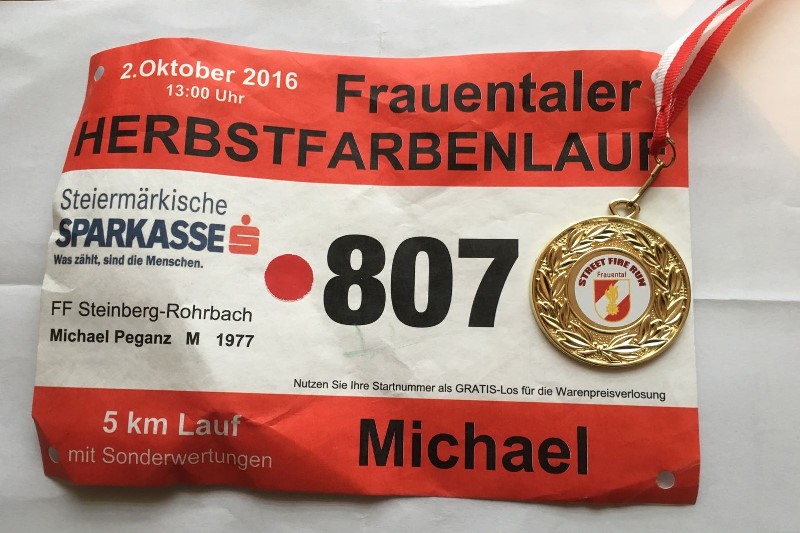 2.Oktober 2016
13:00 Uhr
Frauentaler
HERBSTFARBENLAUF
Steiermärkische
SPARKASSE
Was zählt, sind die Menschen.
807
FF Steinberg-Rohrbach
Michael Peganz M 1977
STREET FIRE RUN
Frauental
Nutzen Sie Ihre Startnummer als GRATIS-Los für die Warenpreisverlosung
5 km Lauf
mit Sonderwertungen
Michael